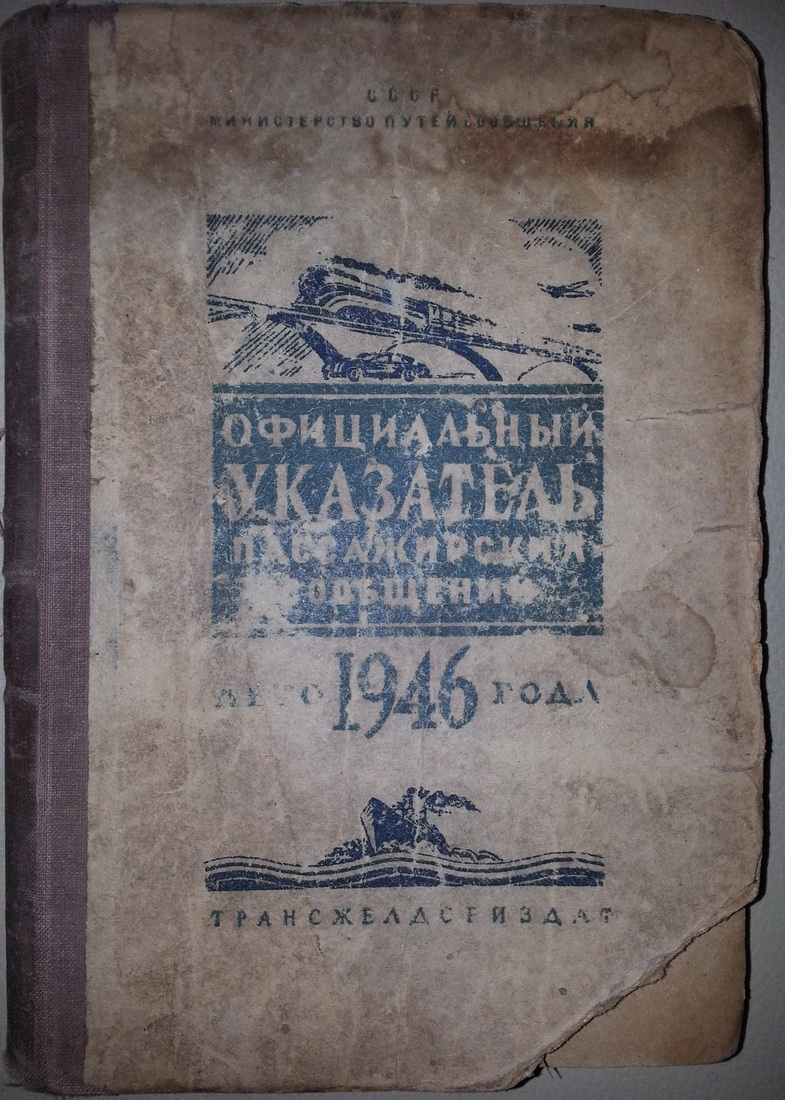 СССР
МИНИСТЕРСТВО ПУТЕЙ СООБЩЕНИЯ
ОФИЦИАЛЬНЫЙ
УКАЗАТЕЛЬ
ПАССАЖИРСКИХ
СООБЩЕНИЙ
ЛЕТО 1946 ГОДА
ТРАНСЖЕЛДОРИЗДАТ